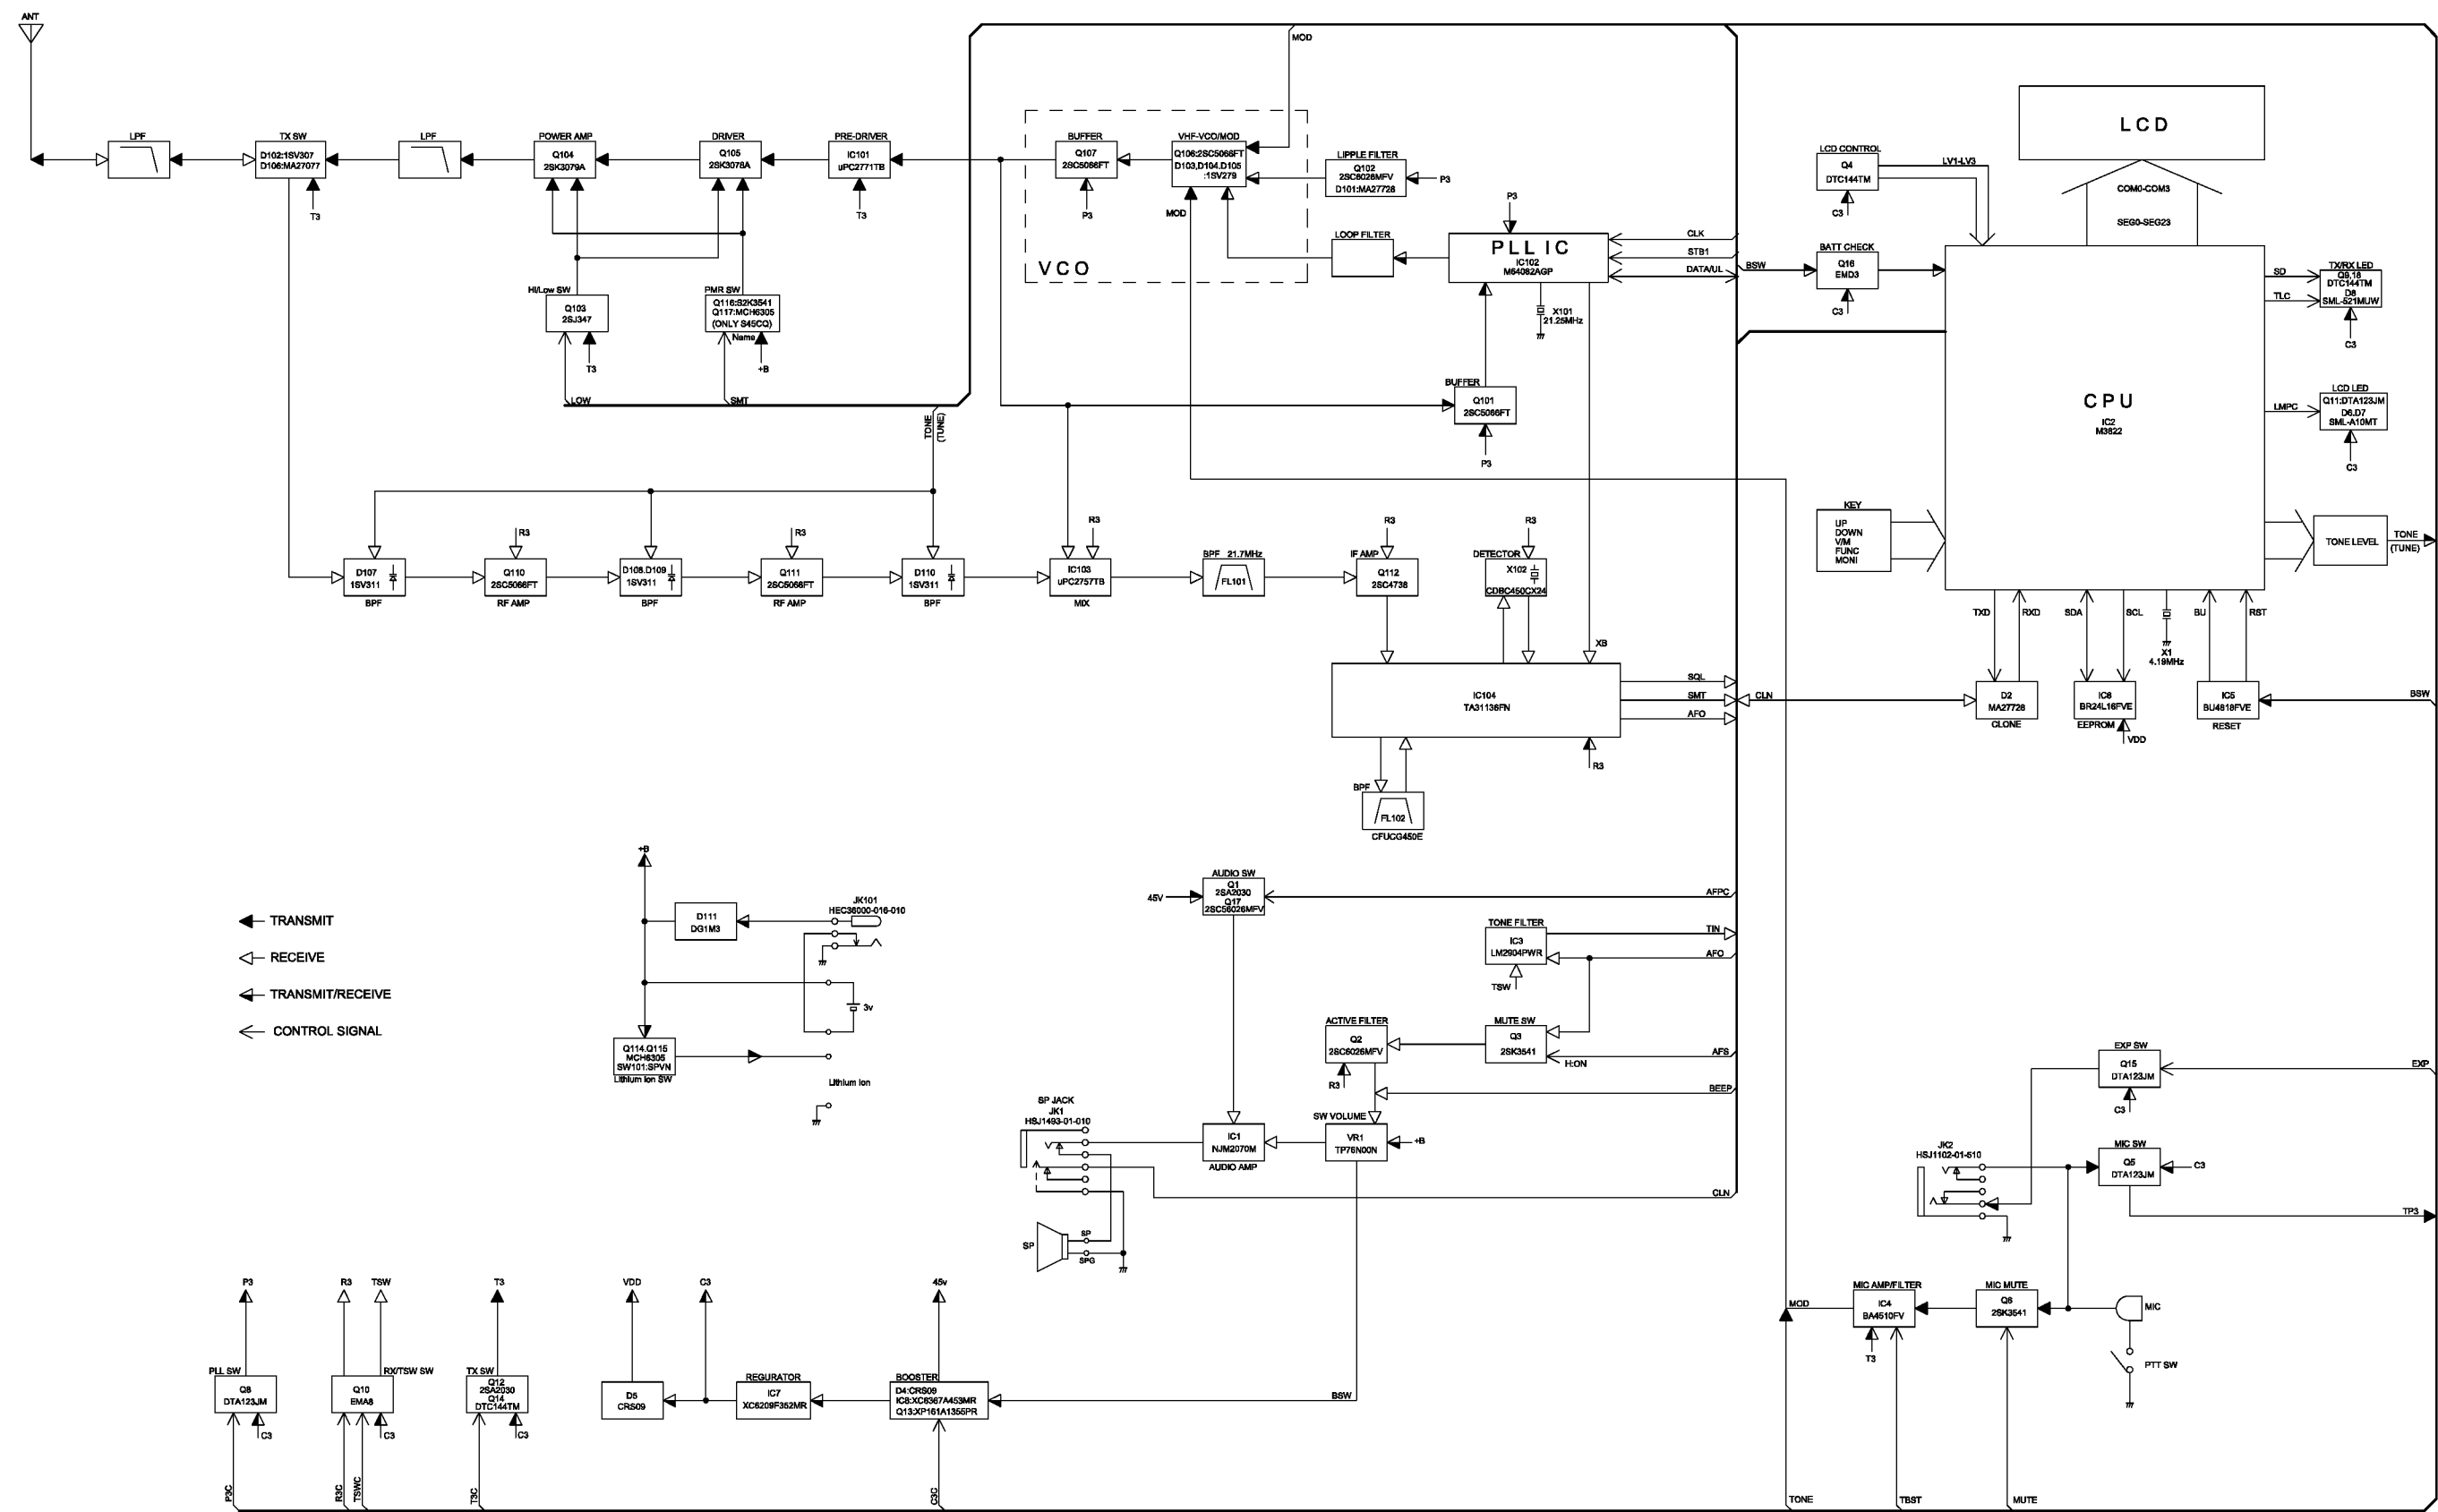 ANT
LPF
TX SW
D102:1SV307
D106:MA27077
T3
LPF
POWER AMP
Q104
2SK3079A
DRIVER
Q105
2SK3078A
PRE-DRIVER
IC101
uPC2771TB
T3
HI/Low SW
Q103
2SJ347
T3
LOW
PMR SW
Q116:S2K3541
Q117:MCH6305
(ONLY S45CQ)
Name
+B
SMT
TONE
(TUNE)
MOD
VCO
BUFFER
Q107
2SC5066FT
P3
VHF-VCO/MOD
Q106:2SC5066FT
D103,D104.D105
:1SV279
MOD
LIPPLE FILTER
Q102
2SC6026MFV
D101:MA27728
P3
LOOP FILTER
P3
PLL IC
IC102
M64082AGP
CLK
STB1
DATA/UL
X101
21.25MHz
BUFFER
Q101
2SC5066FT
P3
XB
LCD
COM0-COM3
SEG0-SEG23
LCD CONTROL
Q4
DTC144TM
C3
LV1-LV3
BATT CHECK
Q16
EMD3
BSW
C3
CPU
IC2
M3822
SD
TLC
TX/RX LED
Q9,18
DTC144TM
D8
SML-521MUW
C3
LCD LED
LMPC
Q11:DTA123JM
D6.D7
SML-A10MT
C3
KEY
UP
DOWN
V/M
FUNC
MONI
TONE LEVEL
TONE
(TUNE)
TXD
RXD
SDA
SCL
X1
4.19MHz
BU
RST
CLN
D2
MA27728
CLONE
IC6
BR24L16FVE
EEPROM
VDD
IC5
BU4819FVE
RESET
BSW
D107
1SV311
BPF
R3
Q110
2SC5066FT
RF AMP
D108.D109
1SV311
BPF
R3
Q111
2SC5066FT
RF AMP
D110
1SV311
BPF
R3
IC103
uPC2757TB
MIX
BPF 21.7MHz
FL101
R3
IF AMP
Q112
2SC4738
R3
DETECTOR
X102
CDBC450CX24
IC104
TA31136FN
SQL
SMT
AFO
R3
BPF
FL102
CFUCG450E
TRANSMIT
RECEIVE
TRANSMIT/RECEIVE
CONTROL SIGNAL
+B
D111
DG1M3
JK101
HEC36000-016-010
3v
Q114.Q115
MCH6305
SW101:SPVN
Lithium Ion SW
Lithium Ion
AUDIO SW
45V
Q1
2SA2030
Q17
2SC56026MFV
AFPC
TONE FILTER
IC3
LM2904PWR
TSW
TIN
AFO
MUTE SW
Q3
2SK3541
H:ON
AFS
ACTIVE FILTER
Q2
2SC6026MFV
R3
BEEP
SW VOLUME
VR1
TP76N00N
+B
IC1
NJM2070M
AUDIO AMP
SP JACK
JK1
HSJ1493-01-010
CLN
SP
SP
SPG
EXP SW
Q15
DTA123JM
C3
EXP
MIC SW
Q5
DTA123JM
C3
TP3
JK2
HSJ1102-01-510
MIC AMP/FILTER
IC4
BA4510FV
T3
MOD
MIC MUTE
Q6
2SK3541
MIC
PTT SW
P3
PLL SW
Q8
DTA123JM
C3
P3C
R3
TSW
RX/TSW SW
Q10
EMA8
C3
R3C
TSWC
T3
TX SW
Q12
2SA2030
Q14
DTC144TM
C3
T3C
VDD
D5
CRS09
C3
REGURATOR
IC7
XC6209F352MR
45v
BOOSTER
D4:CRS09
IC8:XC6367A453MR
Q13:XP161A1355PR
BSW
C3C
TONE
TBST
MUTE